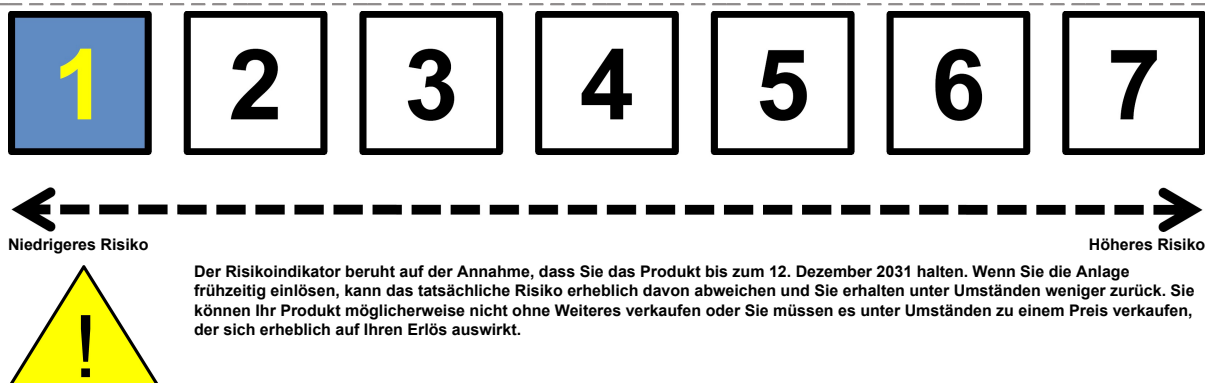 1 2 3 4 5 6 7
Niedrigeres Risiko Höheres Risiko
Der Risikoindikator beruht auf der Annahme, dass Sie das Produkt bis zum 12. Dezember 2031 halten. Wenn Sie die Anlage
frühzeitig einlösen, kann das tatsächliche Risiko erheblich davon abweichen und Sie erhalten unter Umständen weniger zurück. Sie
können Ihr Produkt möglicherweise nicht ohne Weiteres verkaufen oder Sie müssen es unter Umständen zu einem Preis verkaufen,
der sich erheblich auf Ihren Erlös auswirkt.
!